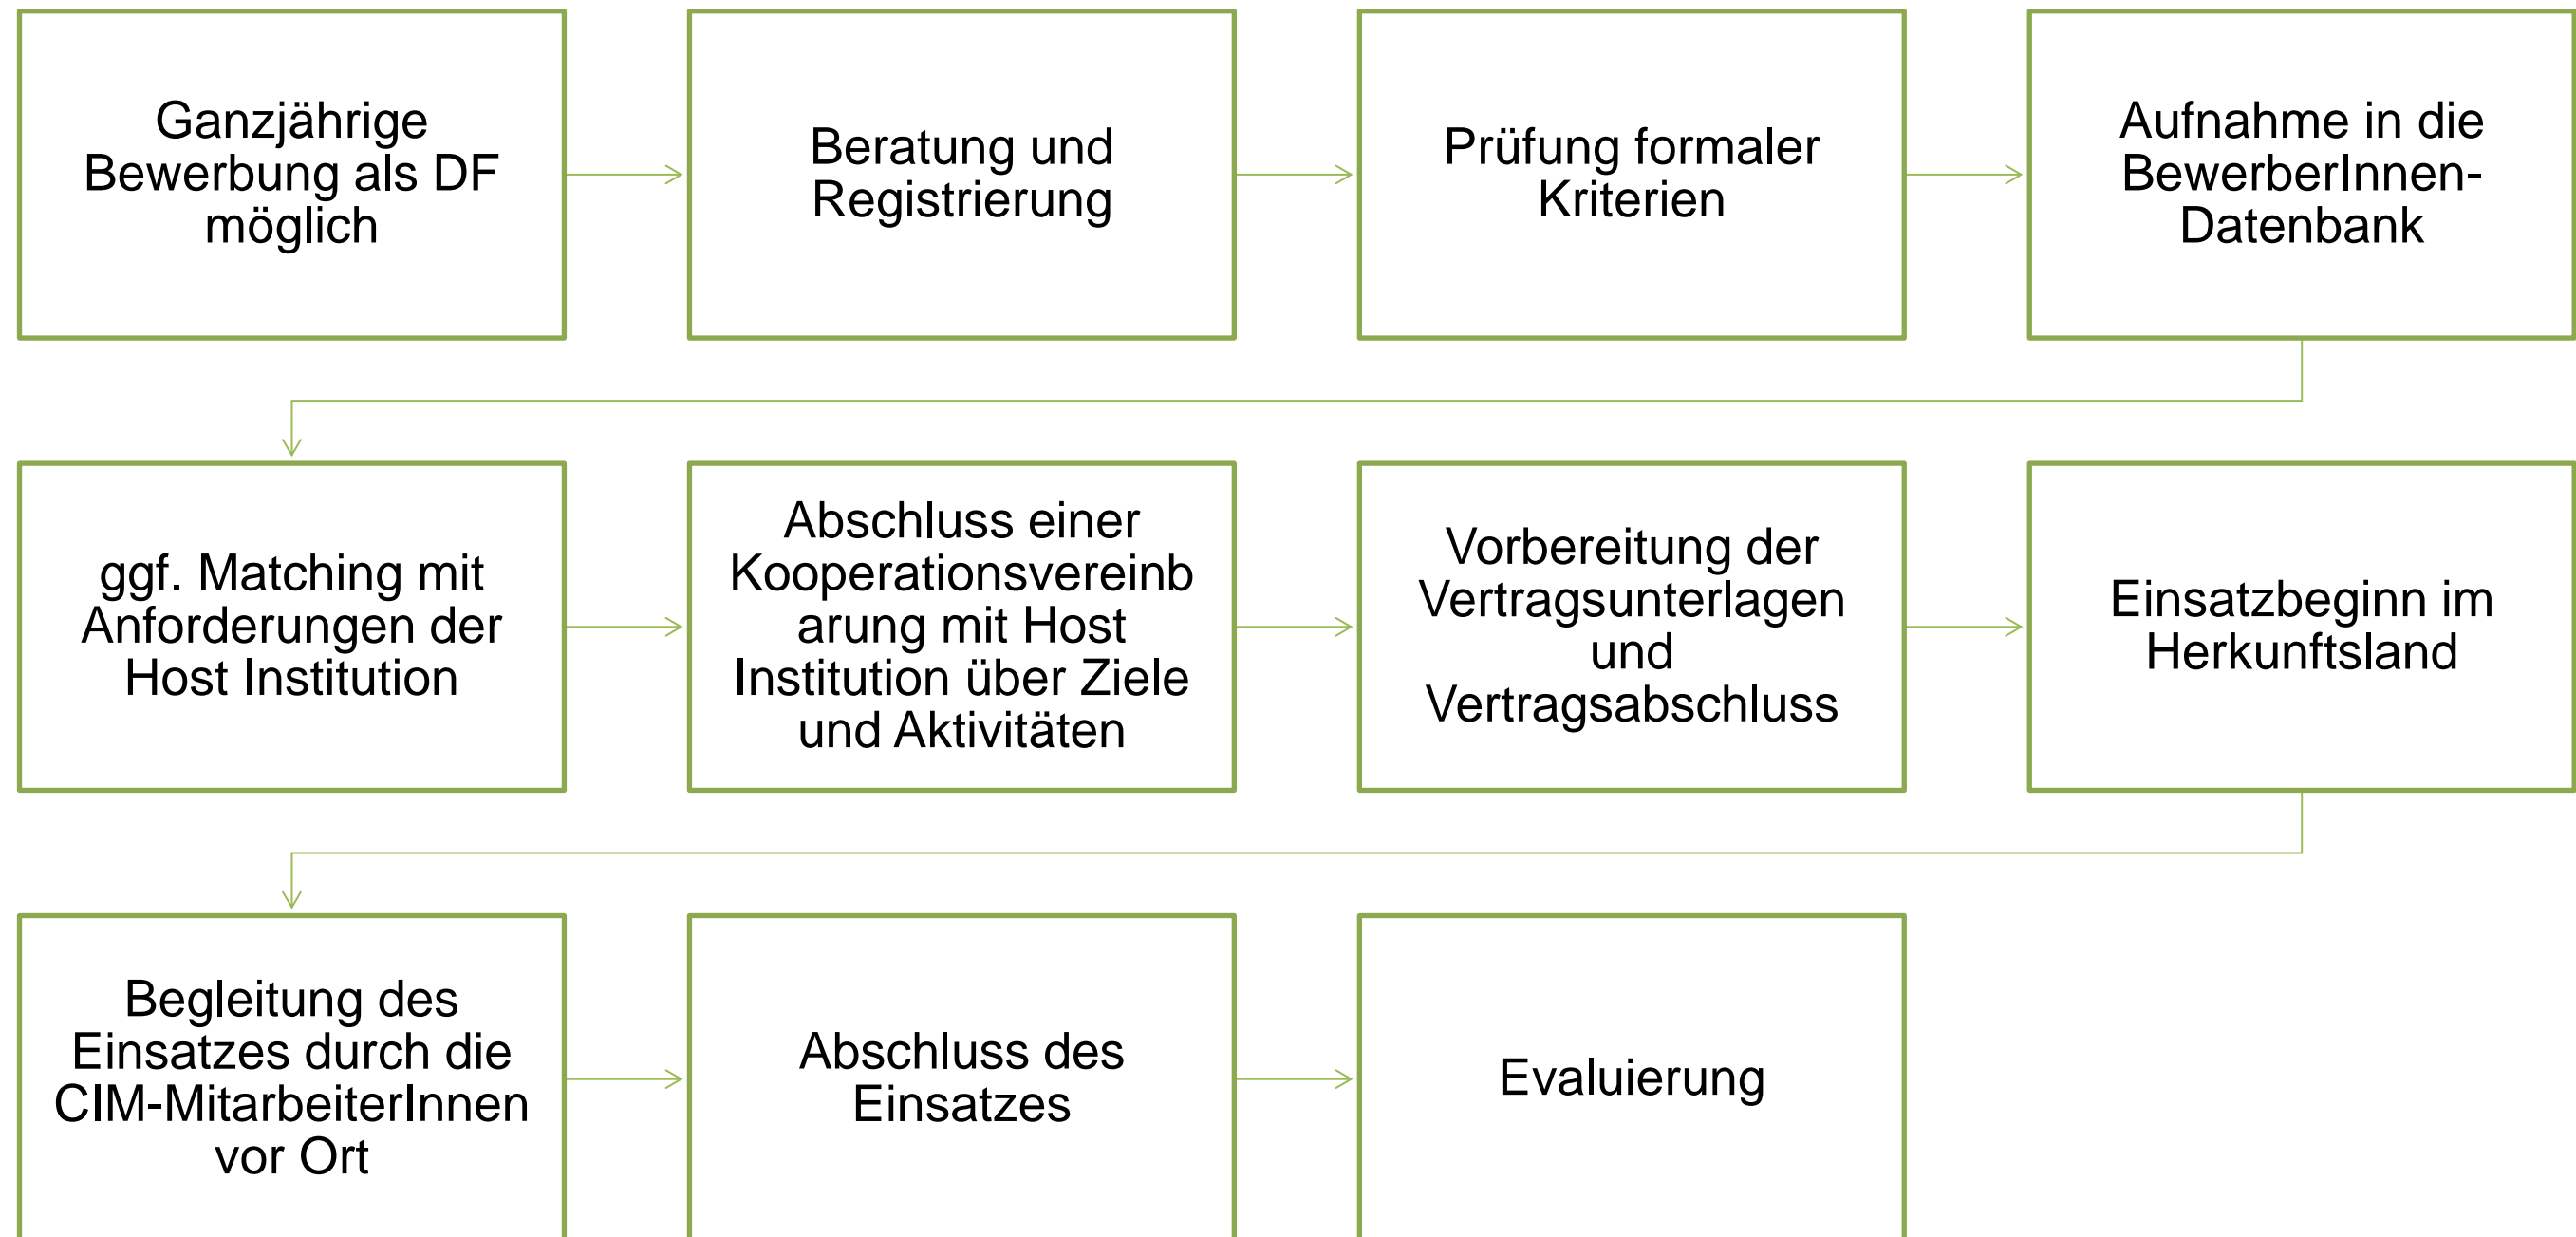 Ganzjährige
Bewerbung als DF
möglich
Beratung und
Registrierung
Prüfung formaler
Kriterien
Aufnahme in die
BewerberInnen-
Datenbank
ggf. Matching mit
Anforderungen der
Host Institution
Abschluss einer
Kooperationsvereinb
arung mit Host
Institution über Ziele
und Aktivitäten
Vorbereitung der
Vertragsunterlagen
und
Vertragsabschluss
Einsatzbeginn im
Herkunftsland
Begleitung des
Einsatzes durch die
CIM-MitarbeiterInnen
vor Ort
Abschluss des
Einsatzes
Evaluierung